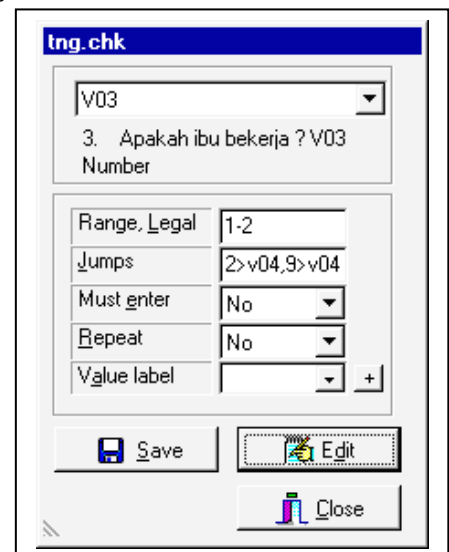 tng.chk
V03
3. Apakah ibu bekerja ? V03
Number
Range, Legal 1-2
Jumps 2>v04,9>v04
Must enter No
Repeat No
Value label +
Save Edit
Close